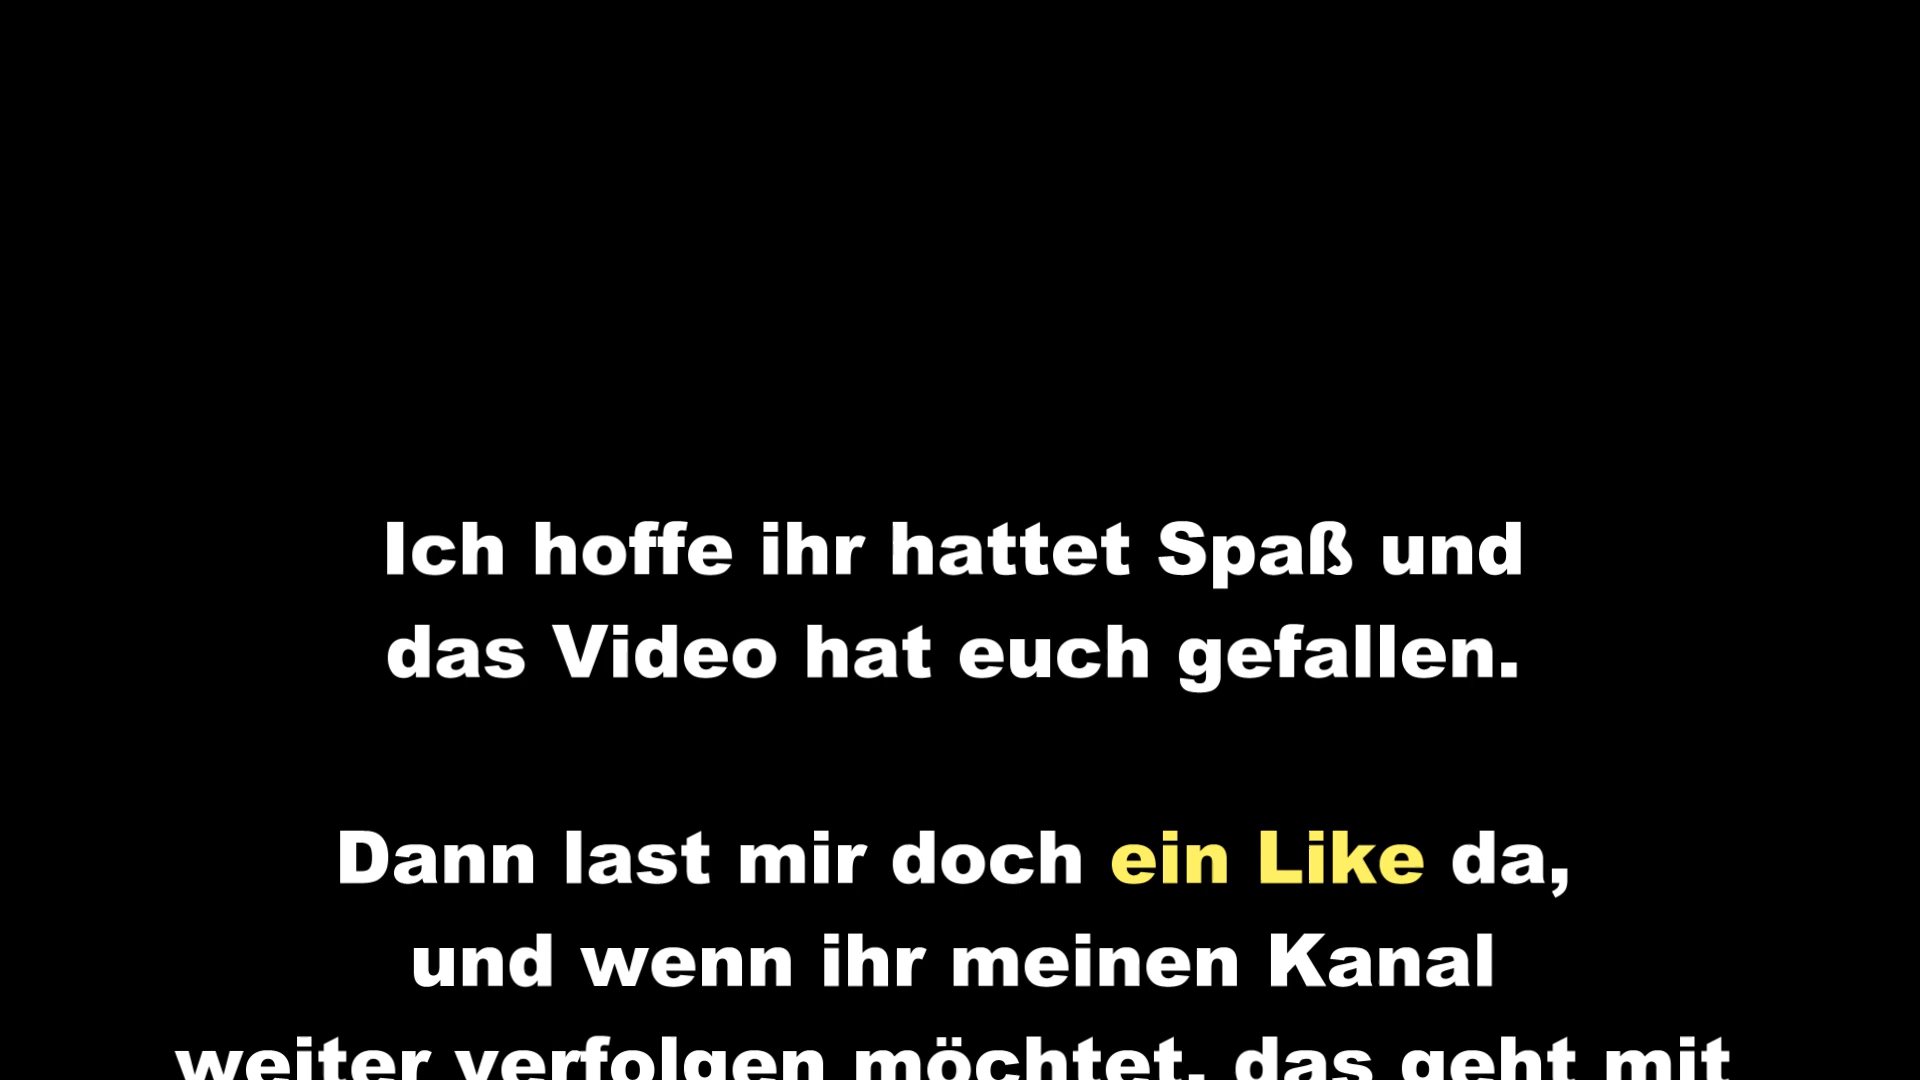 Ich hoffe ihr hattet Spaß und
das Video hat euch gefallen.
Dann last mir doch ein Like da,
und wenn ihr meinen Kanal
weiter verfolgen möchtet, das geht mit